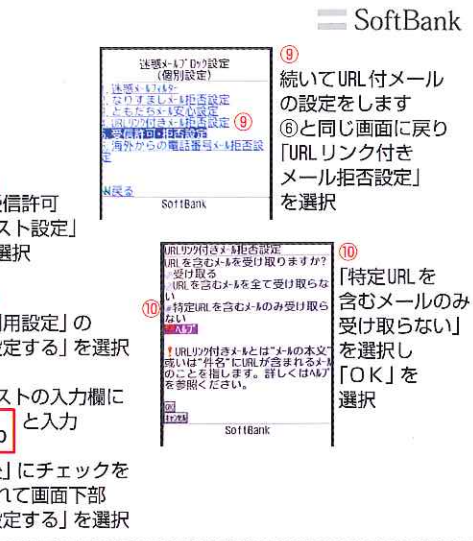 SoftBank
迷惑メールブロック設定
(個別設定)
1. 迷惑メールフィルター
2. なりすましメール拒否設定
3. ともだちメール安心設定
4. URLリンク付きメール拒否設定 ⑨
5. 受信許可・拒否設定
6. 海外からの電話番号メール拒否設
定
戻る
SoftBank
⑨
続いてURL付メール
の設定をします
⑥と同じ画面に戻り
「URLリンク付き
メール拒否設定」
を選択
受信許可
スト設定」
選択
用設定」の
設定する」を選択
ストの入力欄に
と入力
にチェックを
れて画面下部
設定する」を選択
URLリンク付きメール拒否設定
URLを含むメールを受け取りますか?
受け取る
URLを含むメールを全て受け取らな
い
⑩
特定URLを含むメールのみ受け取ら
ない
?ヘルプ
!URLリンク付きメールとは"メールの本文"
或いは"件名"にURLが含まれるメール
のことを指します。詳しくはヘルプ
を参照ください。
OK
キャンセル
SoftBank
⑩
「特定URLを
含むメールのみ
受け取らない」
を選択し
「OK」を
選択